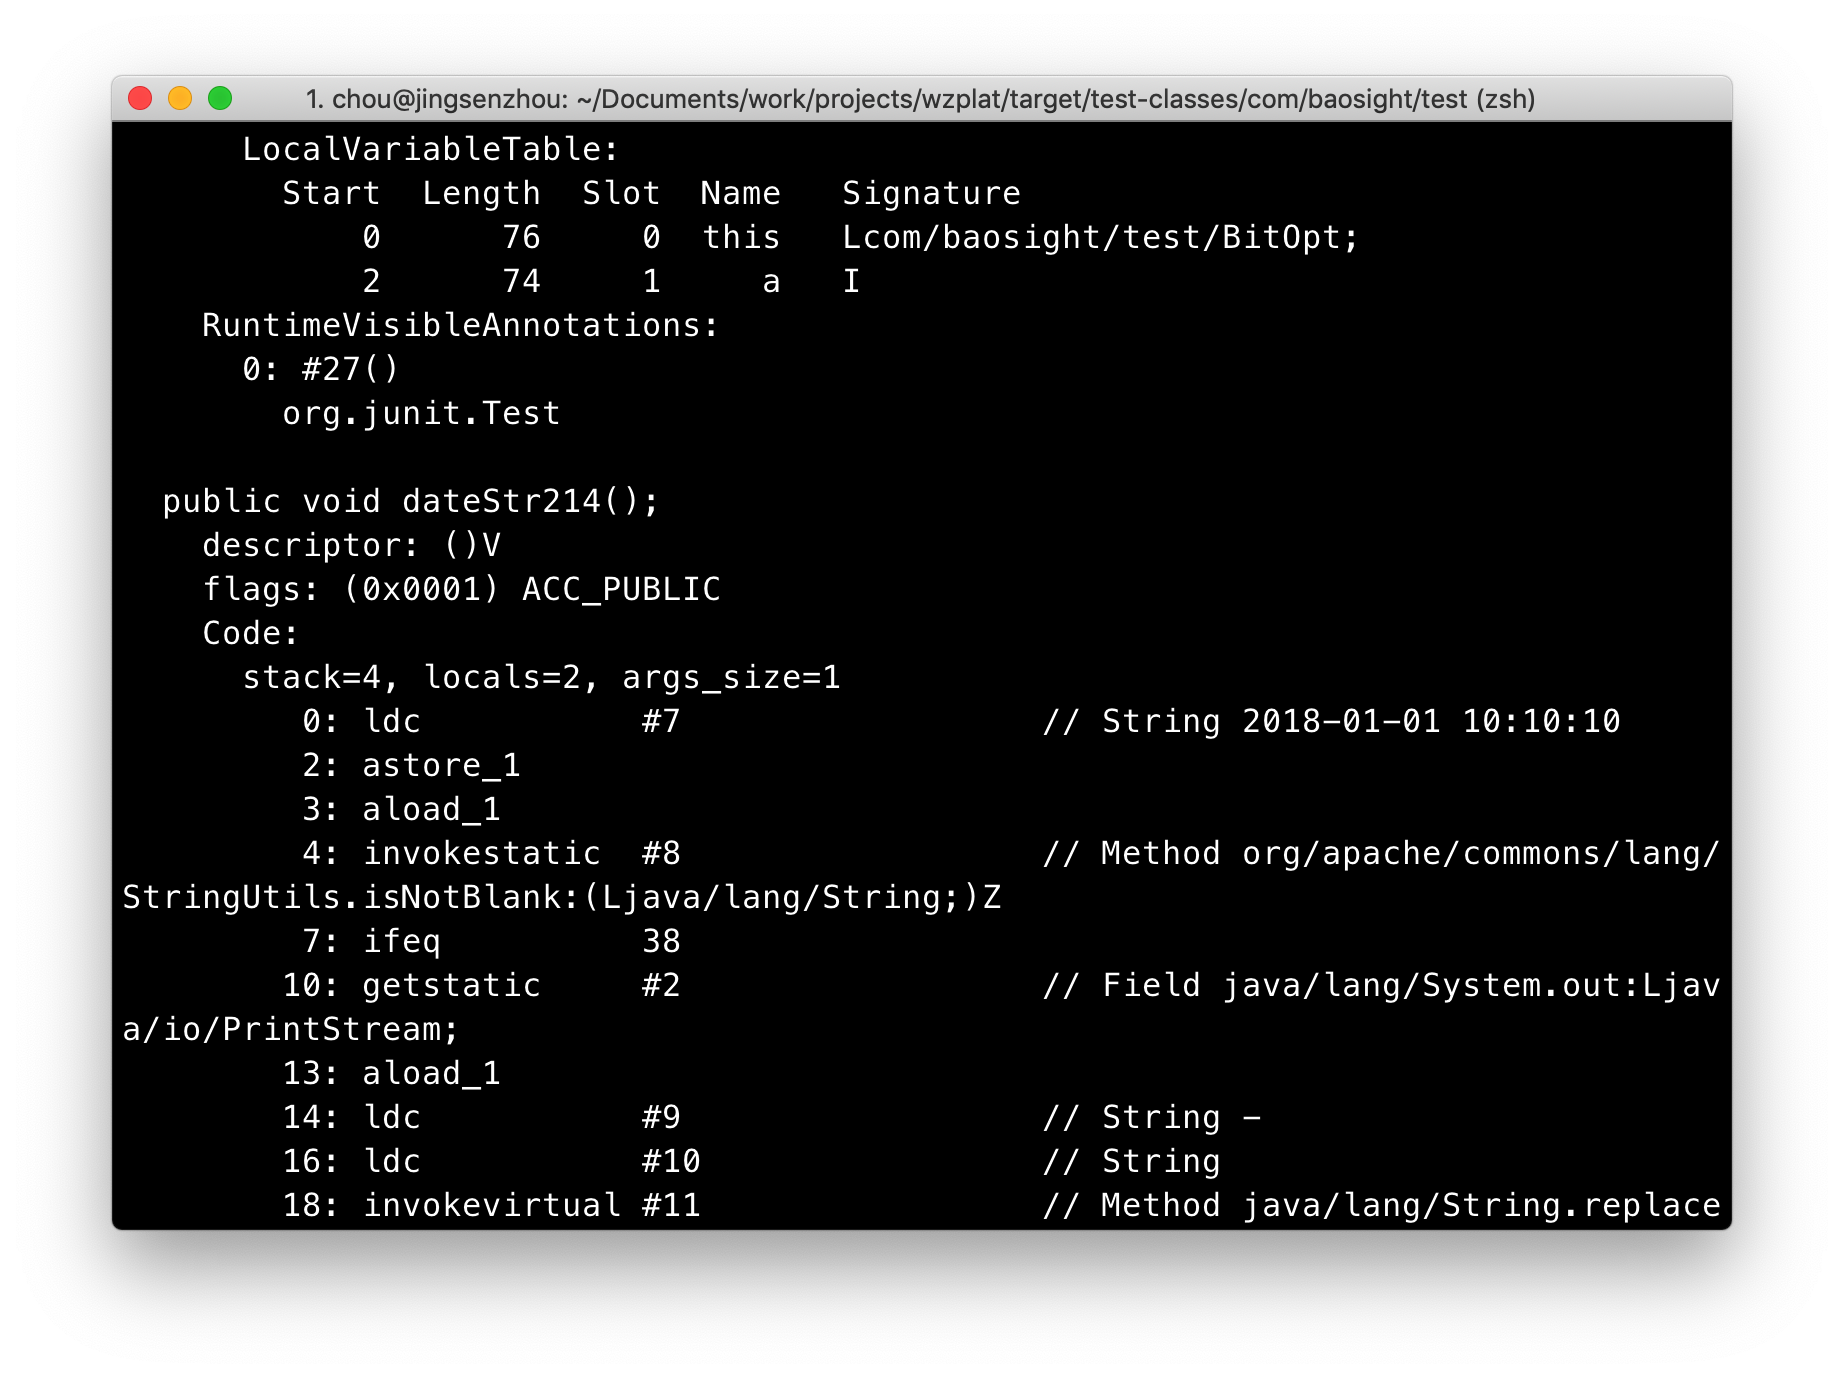 1. chou@jingsenzhou: ~/Documents/work/projects/wzplat/target/test-classes/com/baosight/test (zsh)
LocalVariableTable:
Start  Length  Slot  Name   Signature
0      76     0  this   Lcom/baosight/test/BitOpt;
2      74     1     a   I
RuntimeVisibleAnnotations:
0: #27()
org.junit.Test
public void dateStr214();
descriptor: ()V
flags: (0x0001) ACC_PUBLIC
Code:
stack=4, locals=2, args_size=1
0: ldc           #7                  // String 2018-01-01 10:10:10
2: astore_1
3: aload_1
4: invokestatic  #8                  // Method org/apache/commons/lang/
StringUtils.isNotBlank:(Ljava/lang/String;)Z
7: ifeq          38
10: getstatic     #2                  // Field java/lang/System.out:Ljav
a/io/PrintStream;
13: aload_1
14: ldc           #9                  // String -
16: ldc           #10                 // String
18: invokevirtual #11                 // Method java/lang/String.replace